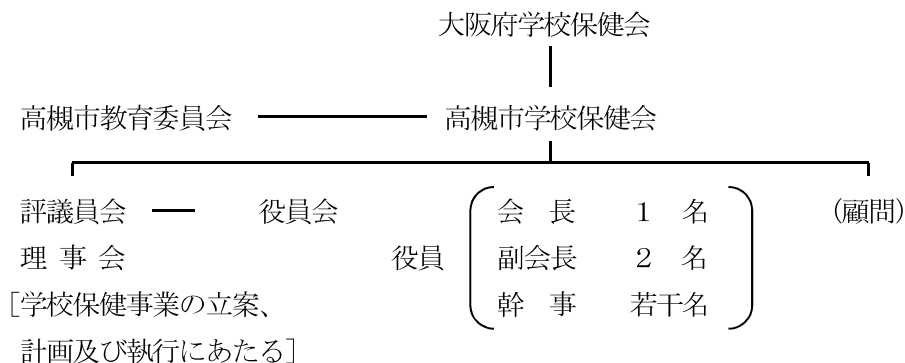 大阪府学校保健会
高槻市教育委員会 高槻市学校保健会
評議員会 役員会 会 長 1 名 (顧問)
理 事 会 役員 副会長 2 名
[学校保健事業の立案、 幹 事 若干名
計画及び執行にあたる]